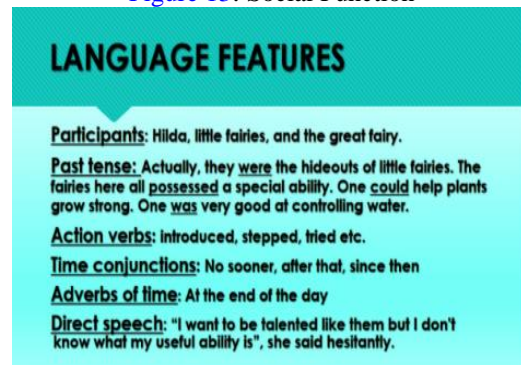 Figure 15: Social Function
LANGUAGE FEATURES
Participants: Hilda, little fairies, and the great fairy.
Past tense: Actually, they were the hideouts of little fairies. The
fairies here all possessed a special ability. One could help plants
grow strong. One was very good at controlling water.
Action verbs: introduced, stepped, tried etc.
Time conjunctions: No sooner, after that, since then
Adverbs of time: At the end of the day
Direct speech: "I want to be talented like them but I don't
know what my useful ability is", she said hesitantly.